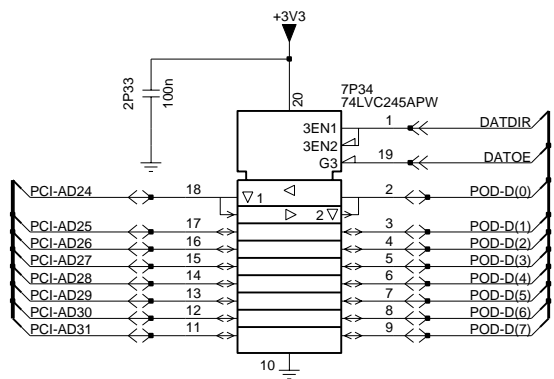 +3V3
2P33
100n
20
7P34
74LVC245APW
3EN1 1 DATDIR
3EN2
G3 19 DATOE
PCI-AD24 18 1 2 POD-D(0)
2
PCI-AD25 17 3 POD-D(1)
PCI-AD26 16 4 POD-D(2)
PCI-AD27 15 5 POD-D(3)
PCI-AD28 14 6 POD-D(4)
PCI-AD29 13 7 POD-D(5)
PCI-AD30 12 8 POD-D(6)
PCI-AD31 11 9 POD-D(7)
10